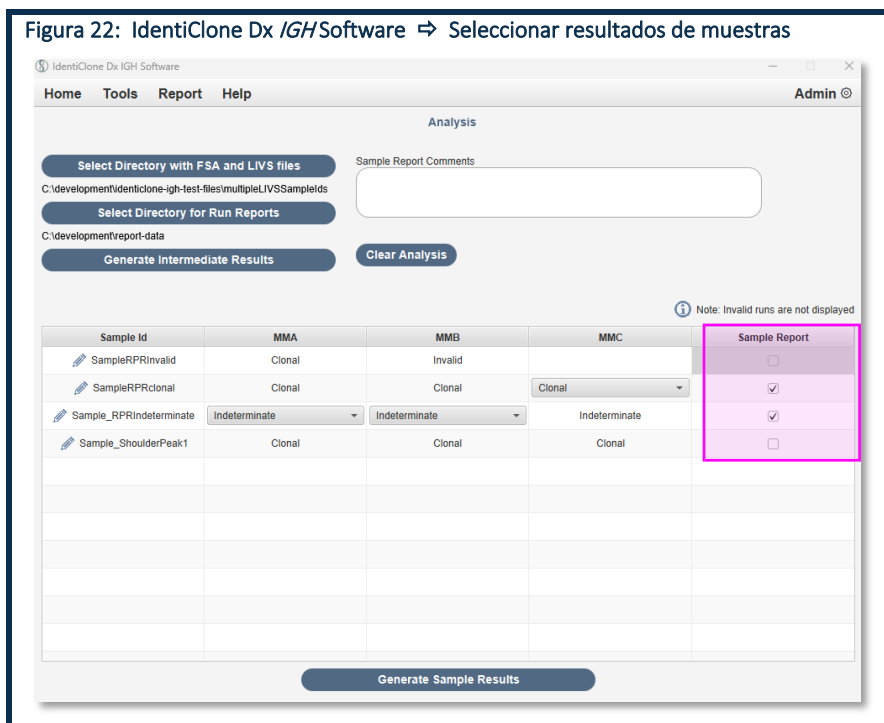 Figura 22: IdentiClone Dx IGH Software ⇨ Seleccionar resultados de muestras
IdentiClone Dx IGH Software
Home Tools Report Help Admin
Analysis
Select Directory with FSA and LIVS files
Sample Report Comments
C:\development\identiclone-igh-test-files\multipleLIVSSampleIds
Select Directory for Run Reports
C:\development\report-data
Generate Intermediate Results
Clear Analysis
Note: Invalid runs are not displayed
Sample Id MMA MMB MMC Sample Report
SampleRPRInvalid Clonal Invalid
SampleRPRclonal Clonal Clonal Clonal
Sample_RPRIndeterminate Indeterminate Indeterminate Indeterminate
Sample_ShoulderPeak1 Clonal Clonal Clonal
Generate Sample Results